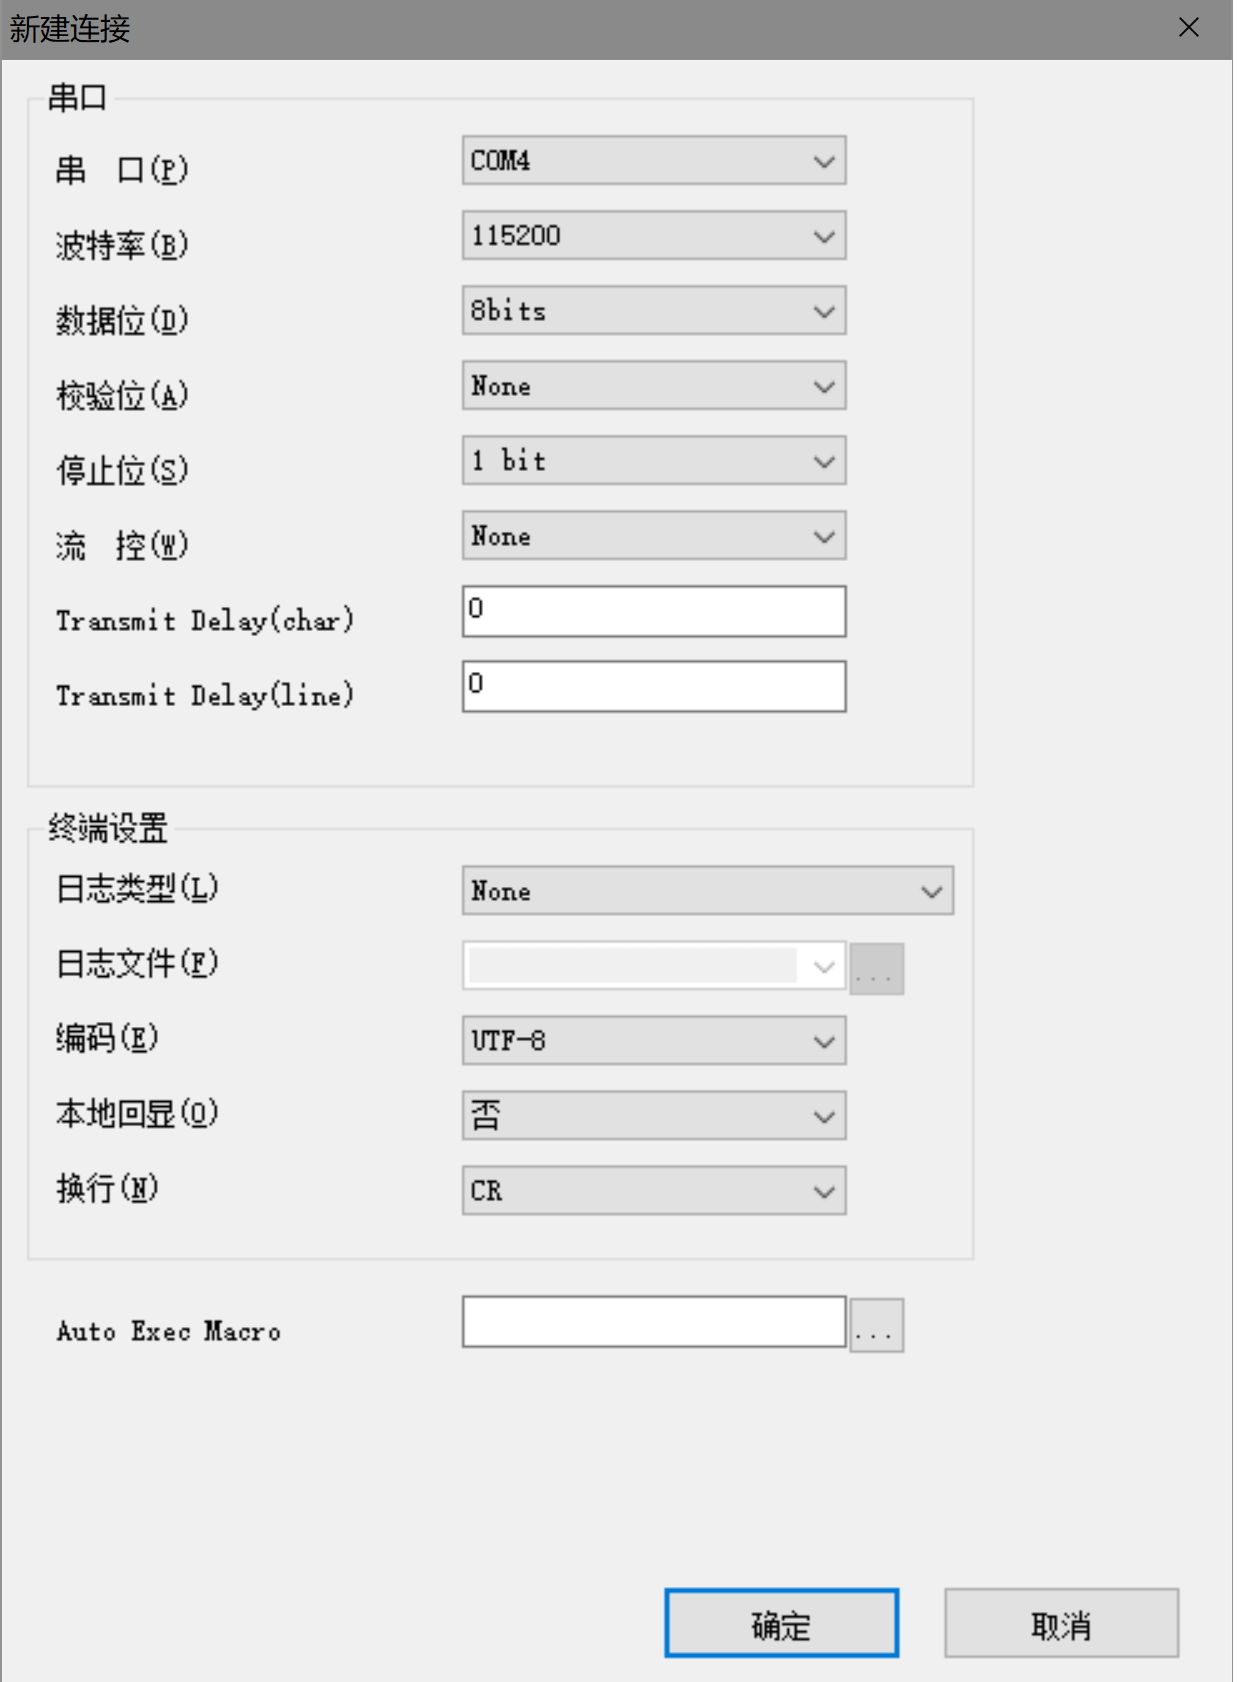 新建连接
串口
串 口(P) COM4
波特率(B) 115200
数据位(D) 8bits
校验位(A) None
停止位(S) 1 bit
流 控(W) None
Transmit Delay(char) 0
Transmit Delay(line) 0
终端设置
日志类型(L) None
日志文件(F) ...
编码(E) UTF-8
本地回显(O) 否
换行(N) CR
Auto Exec Macro ...
确定 取消